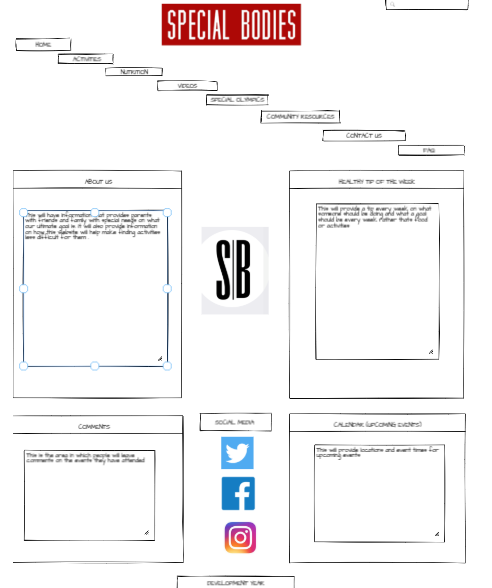 SPECIAL BODIES
HOME
ACTIVITIES
NUTRITION
VIDEOS
SPECIAL OLYMPICS
COMMUNITY RESOURCES
CONTACT US
FAQ
ABOUT US
This will have information that provides parents
with friends and family with special needs on what
our ultimate goal is. It will also provide information
on how this website will help make finding activities
less difficult for them.
HEALTHY TIP OF THE WEEK
This will provide a tip every week, on what
someone should be doing and what a goal
should be every week. Rather thats food
or activities
S|B
COMMENTS
This is the area in which people will leave
comments on the events they have attended
SOCIAL MEDIA
CALENDAR (UPCOMING EVENTS)
This will provide locations and event times for
upcoming events
DEVELOPMENT TEAM